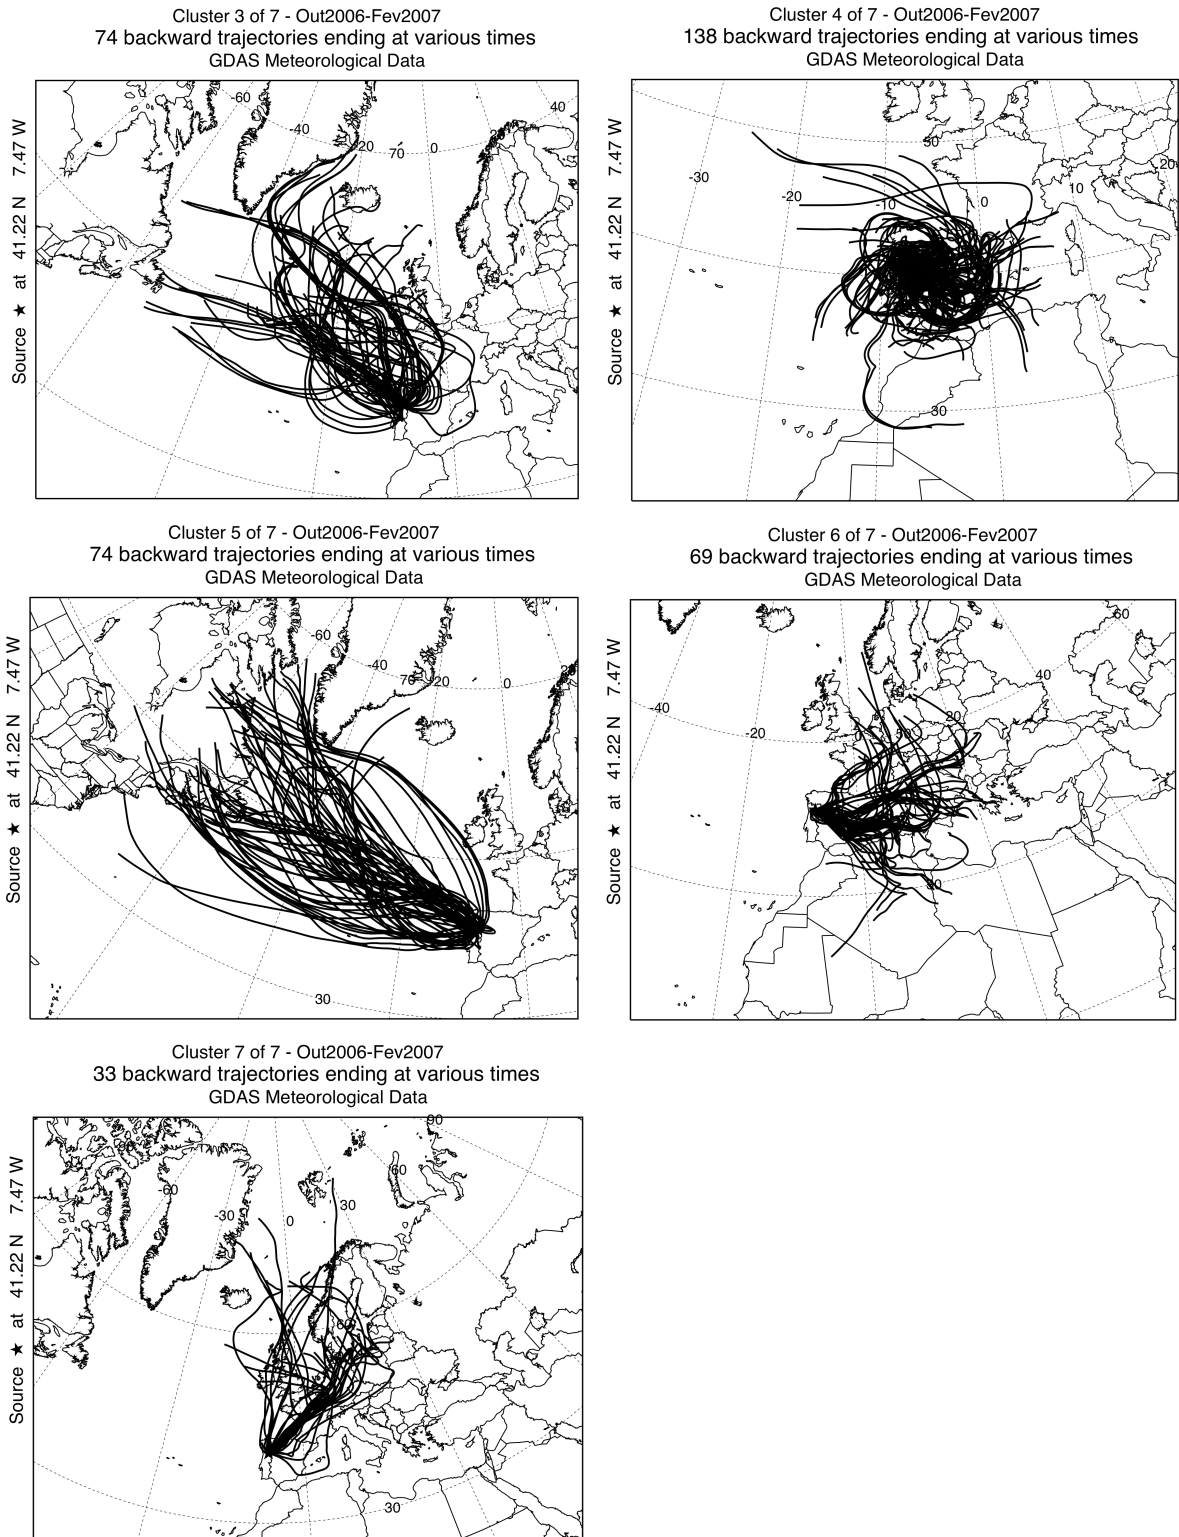 Cluster 3 of 7 - Out2006-Fev2007
74 backward trajectories ending at various times
GDAS Meteorological Data
Source ★ at 41.22 N 7.47 W
-60
-40
40
20
-20
70
0
Cluster 4 of 7 - Out2006-Fev2007
138 backward trajectories ending at various times
GDAS Meteorological Data
Source ★ at 41.22 N 7.47 W
50
-30
-20
-10
0
10
20
30
Cluster 5 of 7 - Out2006-Fev2007
74 backward trajectories ending at various times
GDAS Meteorological Data
Source ★ at 41.22 N 7.47 W
-60
-40
70
-20
0
30
Cluster 6 of 7 - Out2006-Fev2007
69 backward trajectories ending at various times
GDAS Meteorological Data
Source ★ at 41.22 N 7.47 W
60
40
-40
-20
20
0
50
30
Cluster 7 of 7 - Out2006-Fev2007
33 backward trajectories ending at various times
GDAS Meteorological Data
Source ★ at 41.22 N 7.47 W
90
60
-60
-30
0
30
60
30